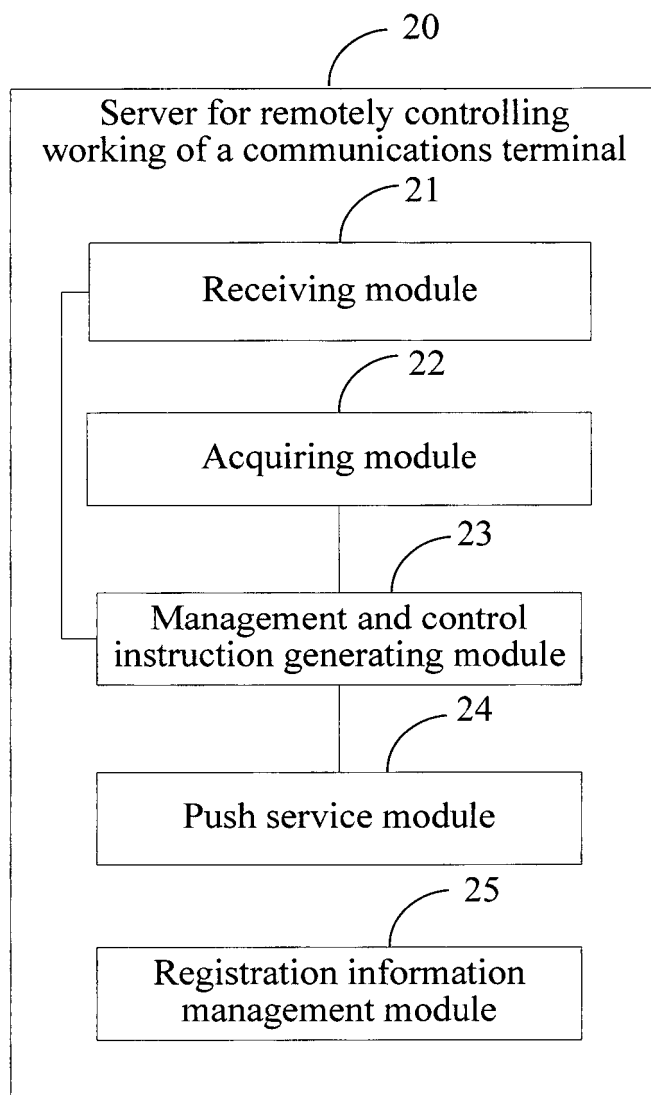 20
Server for remotely controlling
working of a communications terminal
21
Receiving module
22
Acquiring module
23
Management and control
instruction generating module
24
Push service module
25
Registration information
management module